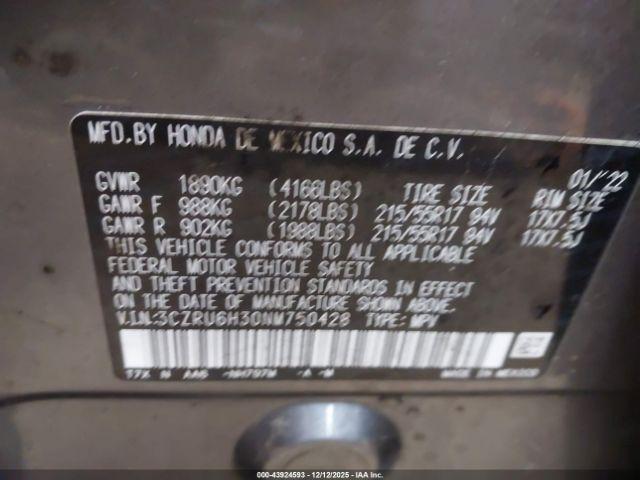 MFD.BY HONDA DE MEXICO S.A. DE C.V.
01/'22
GVWR 1890KG (4166LBS) TIRE SIZE RIM SIZE
GAWR F 988KG (2178LBS) 215/55R17 94V 17X7.5J
GAWR R 902KG (1988LBS) 215/55R17 94V 17X7.5J
THIS VEHICLE CONFORMS TO ALL APPLICABLE
FEDERAL MOTOR VEHICLE SAFETY
AND THEFT PREVENTION STANDARDS IN EFFECT
ON THE DATE OF MANUFACTURE SHOWN ABOVE.
V.I.N.:3CZRU6H30NM750428 TYPE: MPV
T7X N AA6 -NH797M -A -M MADE IN MEXICO
000-43924593 - 12/12/2025 - IAA Inc.